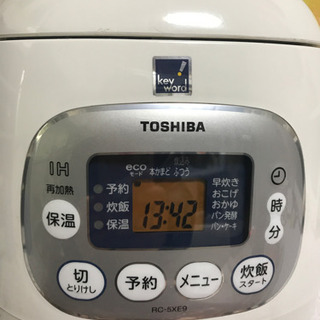 key
word!
TOSHIBA
IH
再加熱
保温
eco
モード
本かまど ふつう
予約
炊飯
保温
13:42
早炊き
おこげ
おかゆ
パン発酵
パン・ケーキ
時
分
切
とりけし
予約
メニュー
炊飯
スタート
RC-5XE9